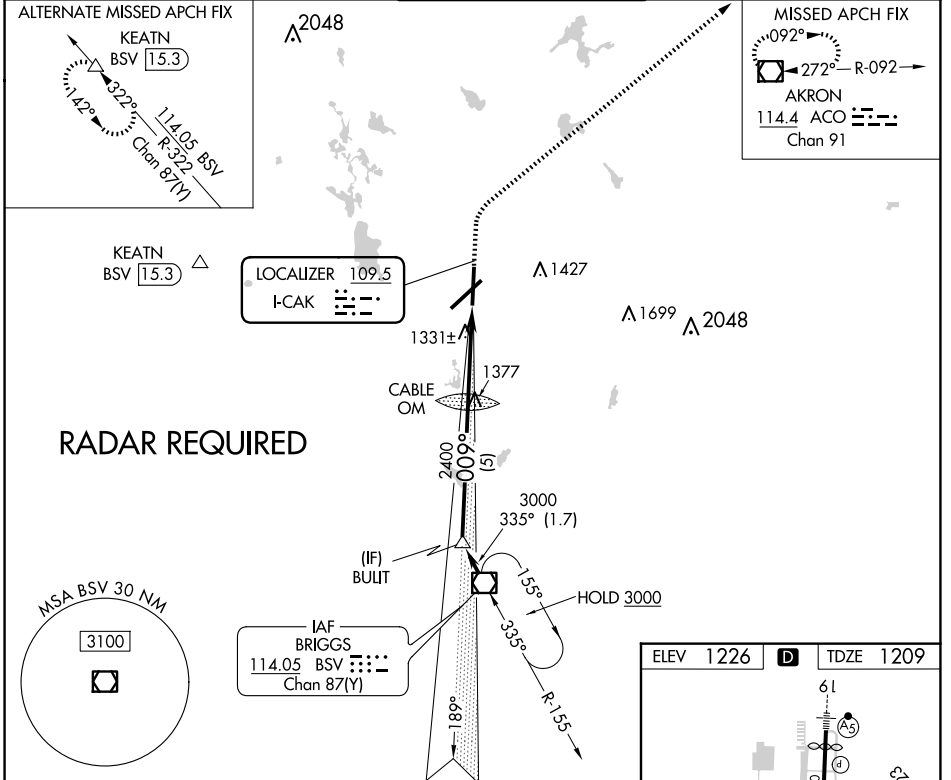 ALTERNATE MISSED APCH FIX
KEATN
BSV 15.3
322°
142°
114.05 BSV
R-322
Chan 87(Y)
2048
MISSED APCH FIX
092°
272° R-092
AKRON
114.4 ACO
Chan 91
KEATN
BSV 15.3
LOCALIZER 109.5
I-CAK
1427
1699
2048
1331±
1377
CABLE
OM
RADAR REQUIRED
2400
009°
(5)
3000
335° (1.7)
(IF)
BULIT
155°
HOLD 3000
335°
R-155
MSA BSV 30 NM
3100
IAF
BRIGGS
114.05 BSV
Chan 87(Y)
189°
ELEV 1226
D
TDZE 1209
19
A5
P